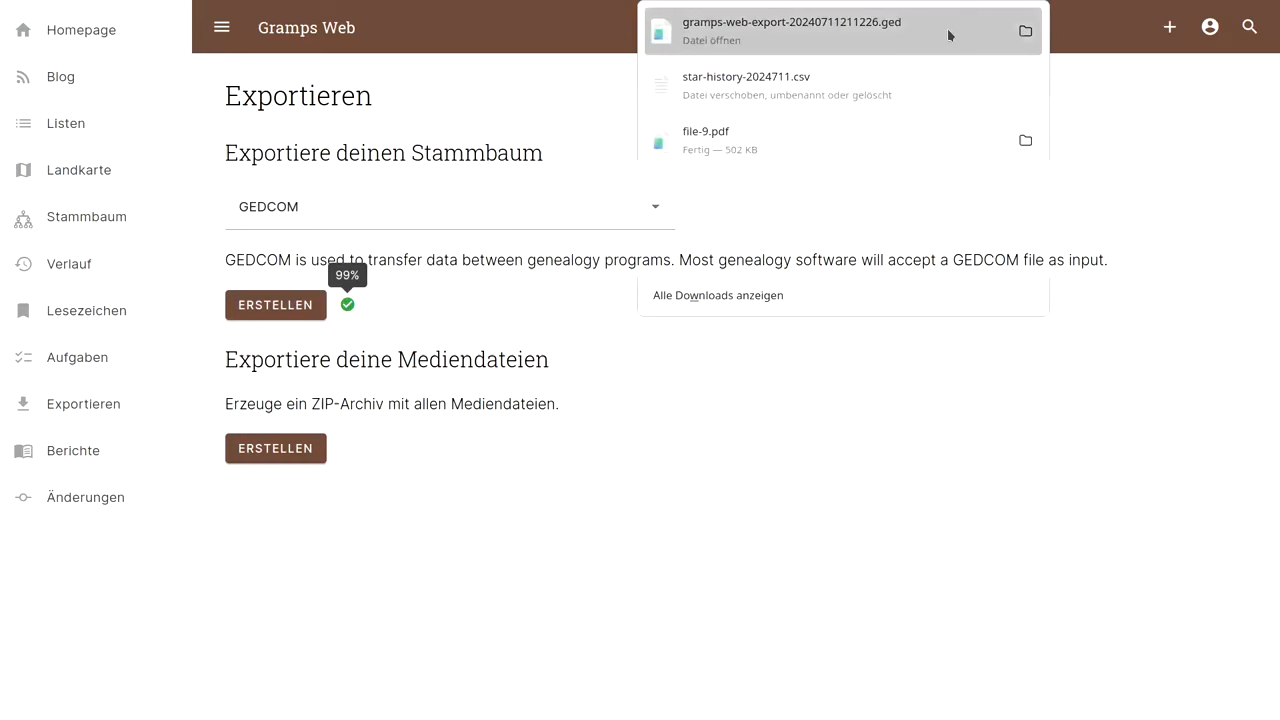 Homepage
Blog
Listen
Landkarte
Stammbaum
Verlauf
Lesezeichen
Aufgaben
Exportieren
Berichte
Änderungen
Gramps Web
gramps-web-export-20240711211226.ged
Datei öffnen
star-history-2024711.csv
Datei verschoben, umbenannt oder gelöscht
file-9.pdf
Fertig — 502 KB
Alle Downloads anzeigen
Exportieren
Exportiere deinen Stammbaum
GEDCOM
GEDCOM is used to transfer data between genealogy programs. Most genealogy software will accept a GEDCOM file as input.
99%
ERSTELLEN
Exportiere deine Mediendateien
Erzeuge ein ZIP-Archiv mit allen Mediendateien.
ERSTELLEN